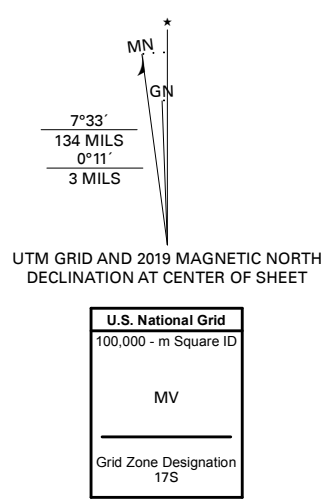 MN
GN
7°33´
134 MILS
0°11´
3 MILS
UTM GRID AND 2019 MAGNETIC NORTH
DECLINATION AT CENTER OF SHEET
U.S. National Grid
100,000 - m Square ID
MV
Grid Zone Designation
17S